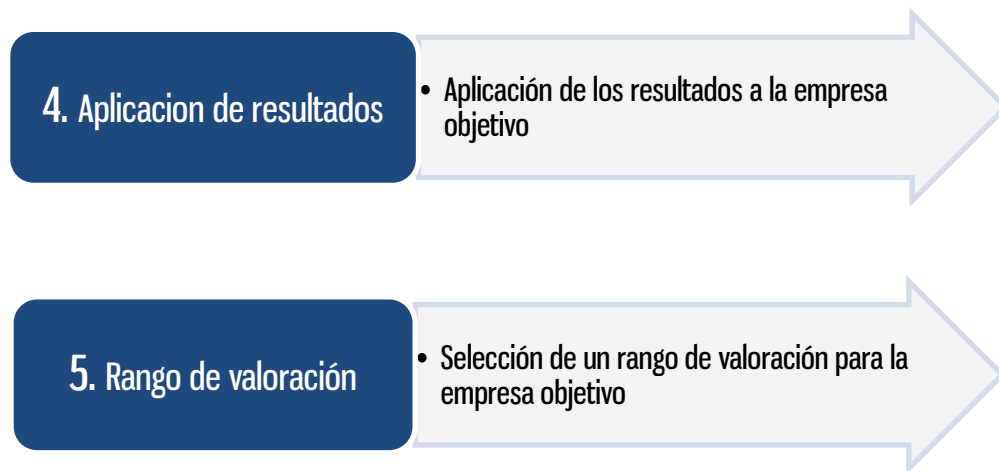 4. Aplicacion de resultados
• Aplicación de los resultados a la empresa
objetivo
5. Rango de valoración
• Selección de un rango de valoración para la
empresa objetivo